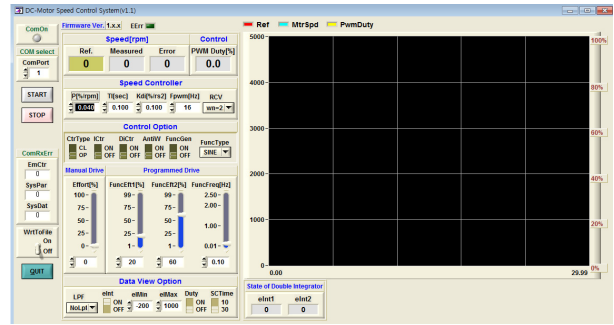 DC-Motor Speed Control System(v1.1)
ComOn
Firmware Ver. 1.x.x EErr
Ref MtrSpd PwmDuty
Speed[rpm] Control
Ref. Measured Error PWM Duty[%]
0 0 0 0.0
COM select
ComPort
1
START
STOP
Speed Controller
P[%/rpm] TI[sec] Kdi[%/rs2] Fpwm[Hz] RCV
0.040 0.100 0.100 16 wn=2
Control Option
CtrType ICtr DiCtr AntiW FuncGen FuncType
CL ON ON ON ON SINE
OP OFF OFF OFF OFF
ComRxErr
EmCtr
0
SysPar
0
SysDat
0
WrtToFile
On
Off
QUIT
Manual Drive Programmed Drive
Effort[%] FuncEft1[%] FuncEft2[%] FuncFreq[Hz]
100 99 99 2.50
75 75 75 2.00
50 50 50
25 25 25 1.00
0 1 1 0.01
0 20 60 0.10
Data View Option
LPF eInt eIMin eIMax Duty SCTime
NoLpf ON OFF -200 1000 ON OFF 10 30
5000
4000
3000
2000
1000
0
0.00 29.99
100%
80%
60%
40%
20%
0%
State of Double Integrator
eInt1 eInt2
0 0